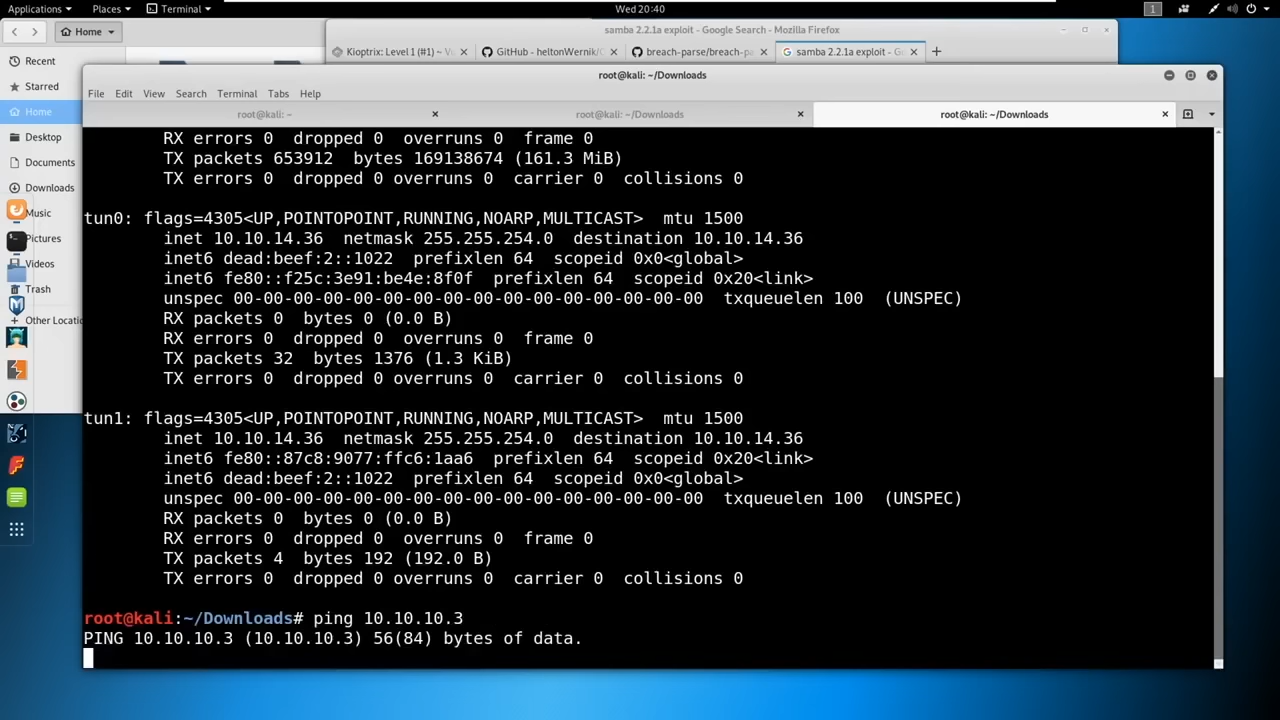 Applications
Places
Terminal
Wed 20:40
1
Home
samba 2.2.1a exploit - Google Search - Mozilla Firefox
Kioptrix: Level 1 (#1) ~ Vu
GitHub - heltonWernik/O
breach-parse/breach-pa
samba 2.2.1a exploit - Go
Recent
Starred
Home
Desktop
Documents
Downloads
Music
Pictures
Videos
Trash
Other Locatio
root@kali: ~/Downloads
File Edit View Search Terminal Tabs Help
root@kali: ~
root@kali: ~/Downloads
root@kali: ~/Downloads
RX errors 0  dropped 0  overruns 0  frame 0
TX packets 653912  bytes 169138674 (161.3 MiB)
TX errors 0  dropped 0 overruns 0  carrier 0  collisions 0
tun0: flags=4305<UP,POINTOPOINT,RUNNING,NOARP,MULTICAST>  mtu 1500
inet 10.10.14.36  netmask 255.255.254.0  destination 10.10.14.36
inet6 dead:beef:2::1022  prefixlen 64  scopeid 0x0<global>
inet6 fe80::f25c:3e91:be4e:8f0f  prefixlen 64  scopeid 0x20<link>
unspec 00-00-00-00-00-00-00-00-00-00-00-00-00-00-00-00  txqueuelen 100  (UNSPEC)
RX packets 0  bytes 0 (0.0 B)
RX errors 0  dropped 0  overruns 0  frame 0
TX packets 32  bytes 1376 (1.3 KiB)
TX errors 0  dropped 0 overruns 0  carrier 0  collisions 0
tun1: flags=4305<UP,POINTOPOINT,RUNNING,NOARP,MULTICAST>  mtu 1500
inet 10.10.14.36  netmask 255.255.254.0  destination 10.10.14.36
inet6 fe80::87c8:9077:ffc6:1aa6  prefixlen 64  scopeid 0x20<link>
inet6 dead:beef:2::1022  prefixlen 64  scopeid 0x0<global>
unspec 00-00-00-00-00-00-00-00-00-00-00-00-00-00-00-00  txqueuelen 100  (UNSPEC)
RX packets 0  bytes 0 (0.0 B)
RX errors 0  dropped 0  overruns 0  frame 0
TX packets 4  bytes 192 (192.0 B)
TX errors 0  dropped 0 overruns 0  carrier 0  collisions 0
root@kali:~/Downloads# ping 10.10.10.3
PING 10.10.10.3 (10.10.10.3) 56(84) bytes of data.